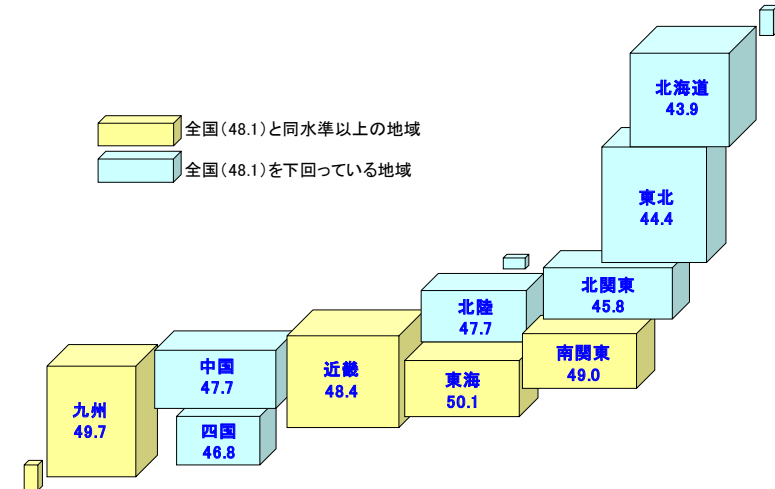 北海道
43.9
全国(48.1)と同水準以上の地域
全国(48.1)を下回っている地域
東北
44.4
北関東
45.8
北陸
47.7
南関東
49.0
中国
47.7
近畿
48.4
東海
50.1
九州
49.7
四国
46.8